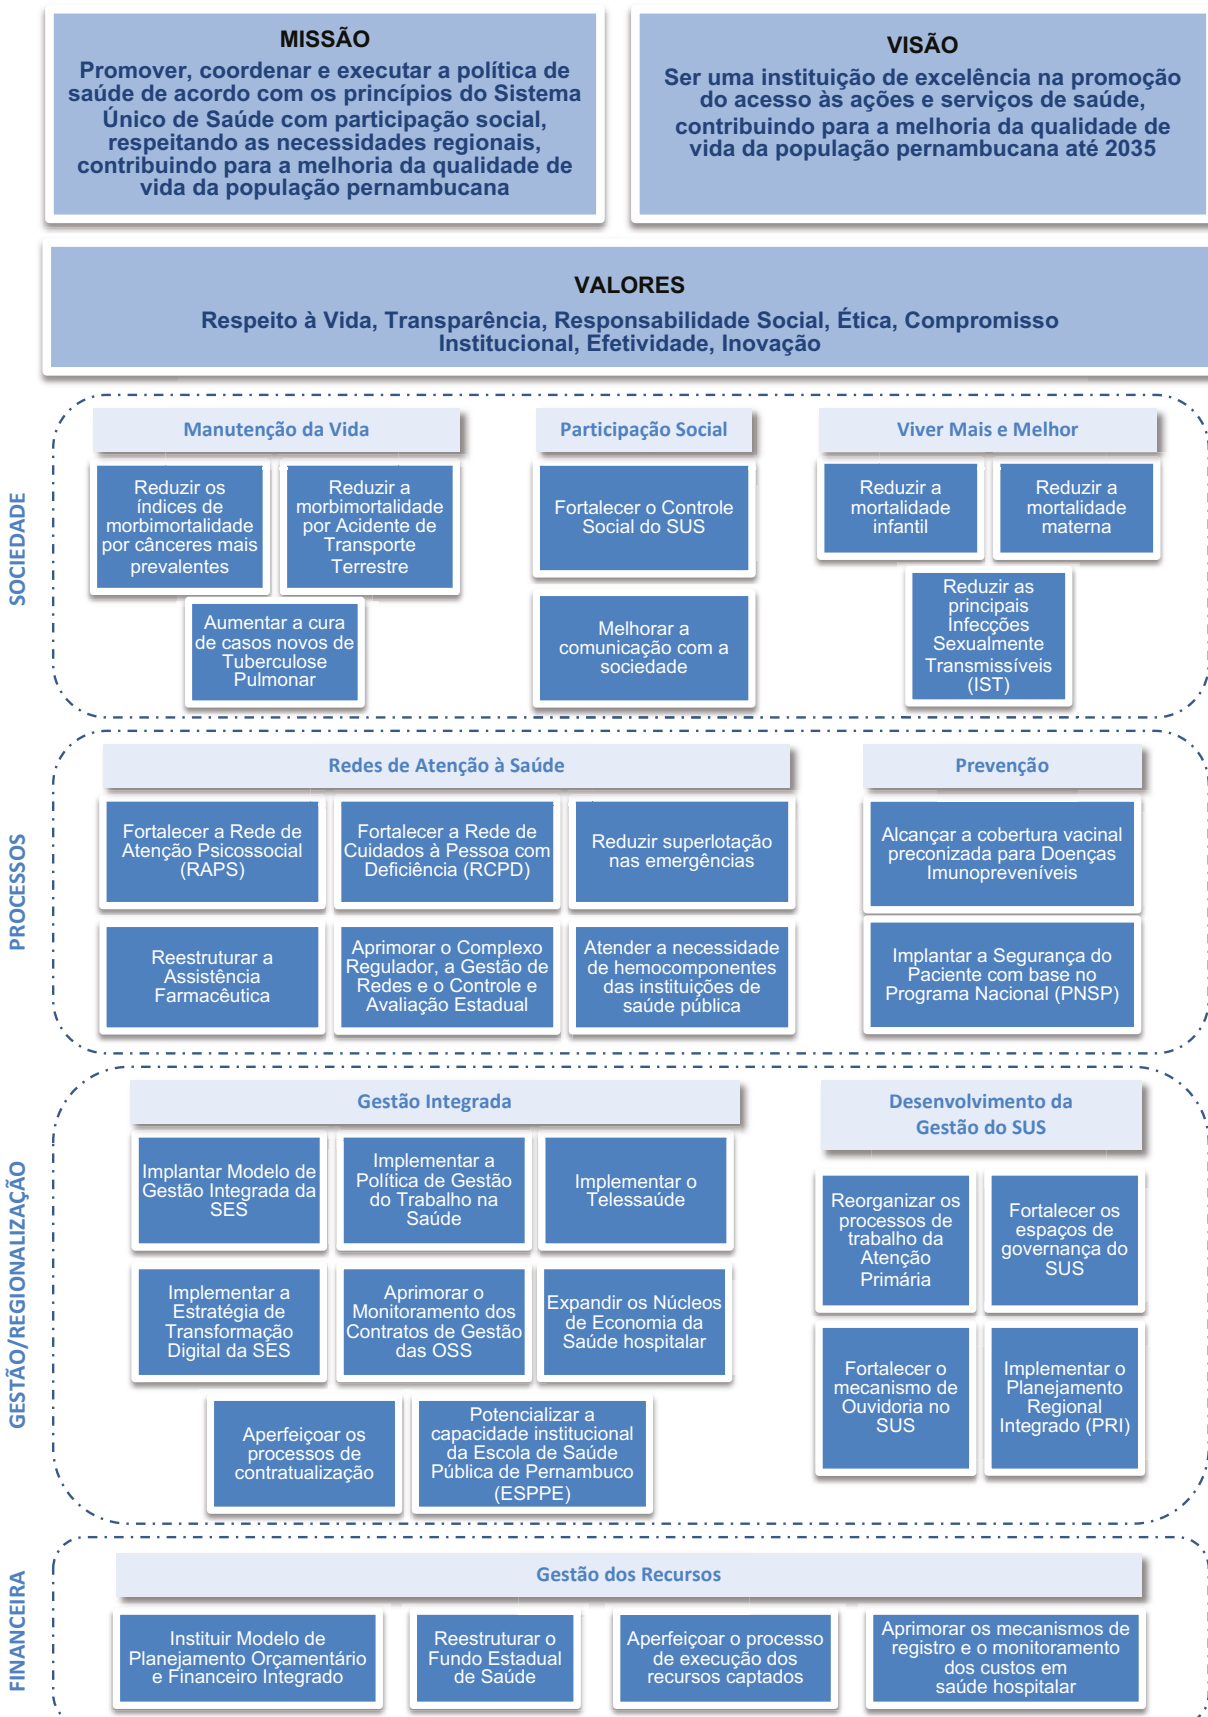 MISSÃO
Promover, coordenar e executar a política de
saúde de acordo com os princípios do Sistema
Único de Saúde com participação social,
respeitando as necessidades regionais,
contribuindo para a melhoria da qualidade de
vida da população pernambucana
VISÃO
Ser uma instituição de excelência na promoção
do acesso às ações e serviços de saúde,
contribuindo para a melhoria da qualidade de
vida da população pernambucana até 2035
VALORES
Respeito à Vida, Transparência, Responsabilidade Social, Ética, Compromisso
Institucional, Efetividade, Inovação
SOCIEDADE
Manutenção da Vida
Reduzir os
índices de
morbimortalidade
por cânceres mais
prevalentes
Reduzir a
morbimortalidade
por Acidente de
Transporte
Terrestre
Aumentar a cura
de casos novos de
Tuberculose
Pulmonar
Participação Social
Fortalecer o Controle
Social do SUS
Melhorar a
comunicação com a
sociedade
Viver Mais e Melhor
Reduzir a
mortalidade
infantil
Reduzir a
mortalidade
materna
Reduzir as
principais
Infecções
Sexualmente
Transmissíveis
(IST)
PROCESSOS
Redes de Atenção à Saúde
Fortalecer a Rede de
Atenção Psicossocial
(RAPS)
Fortalecer a Rede de
Cuidados à Pessoa com
Deficiência (RCPD)
Reduzir superlotação
nas emergências
Reestruturar a
Assistência
Farmacêutica
Aprimorar o Complexo
Regulador, a Gestão de
Redes e o Controle e
Avaliação Estadual
Atender a necessidade
de hemocomponentes
das instituições de
saúde pública
Prevenção
Alcançar a cobertura vacinal
preconizada para Doenças
Imunopreveníveis
Implantar a Segurança do
Paciente com base no
Programa Nacional (PNSP)
GESTÃO/REGIONALIZAÇÃO
Gestão Integrada
Implantar Modelo de
Gestão Integrada da
SES
Implementar a
Política de Gestão
do Trabalho na
Saúde
Implementar o
Telessaúde
Implementar a
Estratégia de
Transformação
Digital da SES
Aprimorar o
Monitoramento dos
Contratos de Gestão
das OSS
Expandir os Núcleos
de Economia da
Saúde hospitalar
Aperfeiçoar os
processos de
contratualização
Potencializar a
capacidade institucional
da Escola de Saúde
Pública de Pernambuco
(ESPPE)
Desenvolvimento da
Gestão do SUS
Reorganizar os
processos de
trabalho da
Atenção
Primária
Fortalecer os
espaços de
governança do
SUS
Fortalecer o
mecanismo de
Ouvidoria no
SUS
Implementar o
Planejamento
Regional
Integrado (PRI)
FINANCEIRA
Gestão dos Recursos
Instituir Modelo de
Planejamento Orçamentário
e Financeiro Integrado
Reestruturar o
Fundo Estadual
de Saúde
Aperfeiçoar o processo
de execução dos
recursos captados
Aprimorar os mecanismos de
registro e o monitoramento
dos custos em
saúde hospitalar